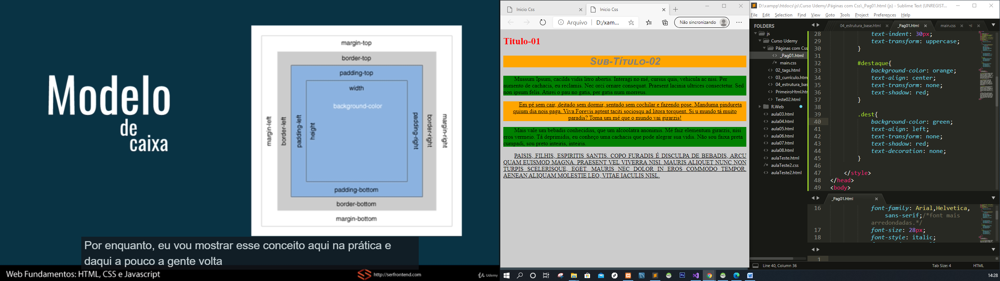 Modelo
de
caixa
margin-top
border-top
padding-top
width
background-color
margin-left
border-left
padding-left
height
padding-right
border-right
margin-right
padding-bottom
border-bottom
margin-bottom
Por enquanto, eu vou mostrar esse conceito aqui na prática e
daqui a pouco a gente volta
Web Fundamentos: HTML, CSS e Javascript
http://serfrontend.com
Udemy
Inicio Css
Inicio Css
Arquivo
D:/xam...
Não sincronizando
Titulo-01
Sub-Título-02
Mussum Ipsum, cacilds vidis litro abertis. Interagi no mé, cursus quis, vehicula ac nisi. Per
aumento de cachacis, eu reclamis. Nec orci ornare consequat. Praesent lacinia ultrices consectetur. Sed
non ipsum felis. Atirei o pau no gatis, per gatis num morreus.
Em pé sem cair, deitado sem dormir, sentado sem cochilar e fazendo pose. Manduma pindureta
quium dia nois paga. Viva Forevis aptent taciti sociosqu ad litora torquent. Si u mundo tá muito
paradis? Toma um mé que o mundo vai girarzis!
Mais vale um bebadis conhecidiss, que um alcoolatra anonimis. Mé faiz elementum girarzis, nisi
eros vermeio. Tá deprimidis, eu conheço uma cachacis que pode alegrar sua vidis. Não sou faixa preta
cumpadi, sou preto inteiris, inteiris.
PAISIS, FILHIS, ESPIRITIS SANTIS. COPO FURADIS É DISCULPA DE BEBADIS, ARCU
QUAM EUISMOD MAGNA. PRAESENT VEL VIVERRA NISI. MAURIS ALIQUET NUNC NON
TURPIS SCELERISQUE, EGET. MAURIS NEC DOLOR IN EROS COMMODO TEMPOR.
AENEAN ALIQUAM MOLESTIE LEO, VITAE IACULIS NISL.
D:\xampp\htdocs\js\Curso Udemy\Páginas com Css\_Pag01.html (js) - Sublime Text (UNREGIST...
File Edit Selection Find View Goto Tools Project Preferences Help
FOLDERS
js
Curso Udemy
Páginas com Css
_Pag01.html
main.css
02_tags.html
03_currículo.htm
04_estrutura_bas
PrimeiroHtml.htr
Teste02.html
R.Web
aula03.html
aula04.html
aula05.html
aula06.html
aula07.html
aula08.html
aulaTeste.html
aulaTeste2.css
aulaTeste2.html
04_estrutura_base.html
_Pag01.html
main.css
28 text-indent: 30px;
29 text-transform: uppercase;
30 }
31
32 #destaque{
33 background-color: orange;
34 text-align: center;
35 text-transform: none;
36 text-shadow: red;
37 }
38
39 .dest{
40 background-color: green;
41 text-align: left;
42 text-transform: none;
43 text-shadow: red;
44 text-decoration: none;
45 }
46
47 </style>
48 </head>
49 <body>
_Pag01.html
16 font-family: Arial,Helvetica,
sans-serif;/*font mais
arredondadas.*/
17 font-size: 28px;
18 font-style: italic;
1
Line 40, Column 36
Tab Size: 4
HTML
14:28